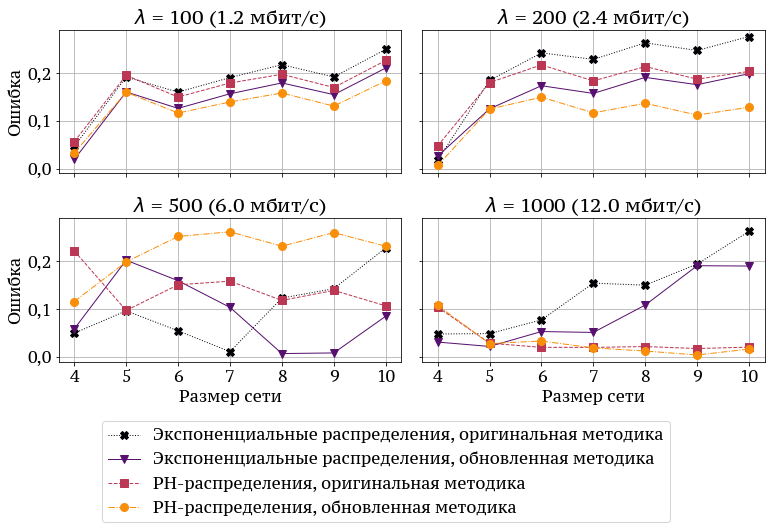 λ = 100 (1.2 мбит/с)
λ = 200 (2.4 мбит/с)
Ошибка
0,2
0,1
0,0
λ = 500 (6.0 мбит/с)
λ = 1000 (12.0 мбит/с)
Ошибка
0,2
0,1
0,0
4 5 6 7 8 9 10
4 5 6 7 8 9 10
Размер сети
Размер сети
Экспоненциальные распределения, оригинальная методика
Экспоненциальные распределения, обновленная методика
PH-распределения, оригинальная методика
PH-распределения, обновленная методика